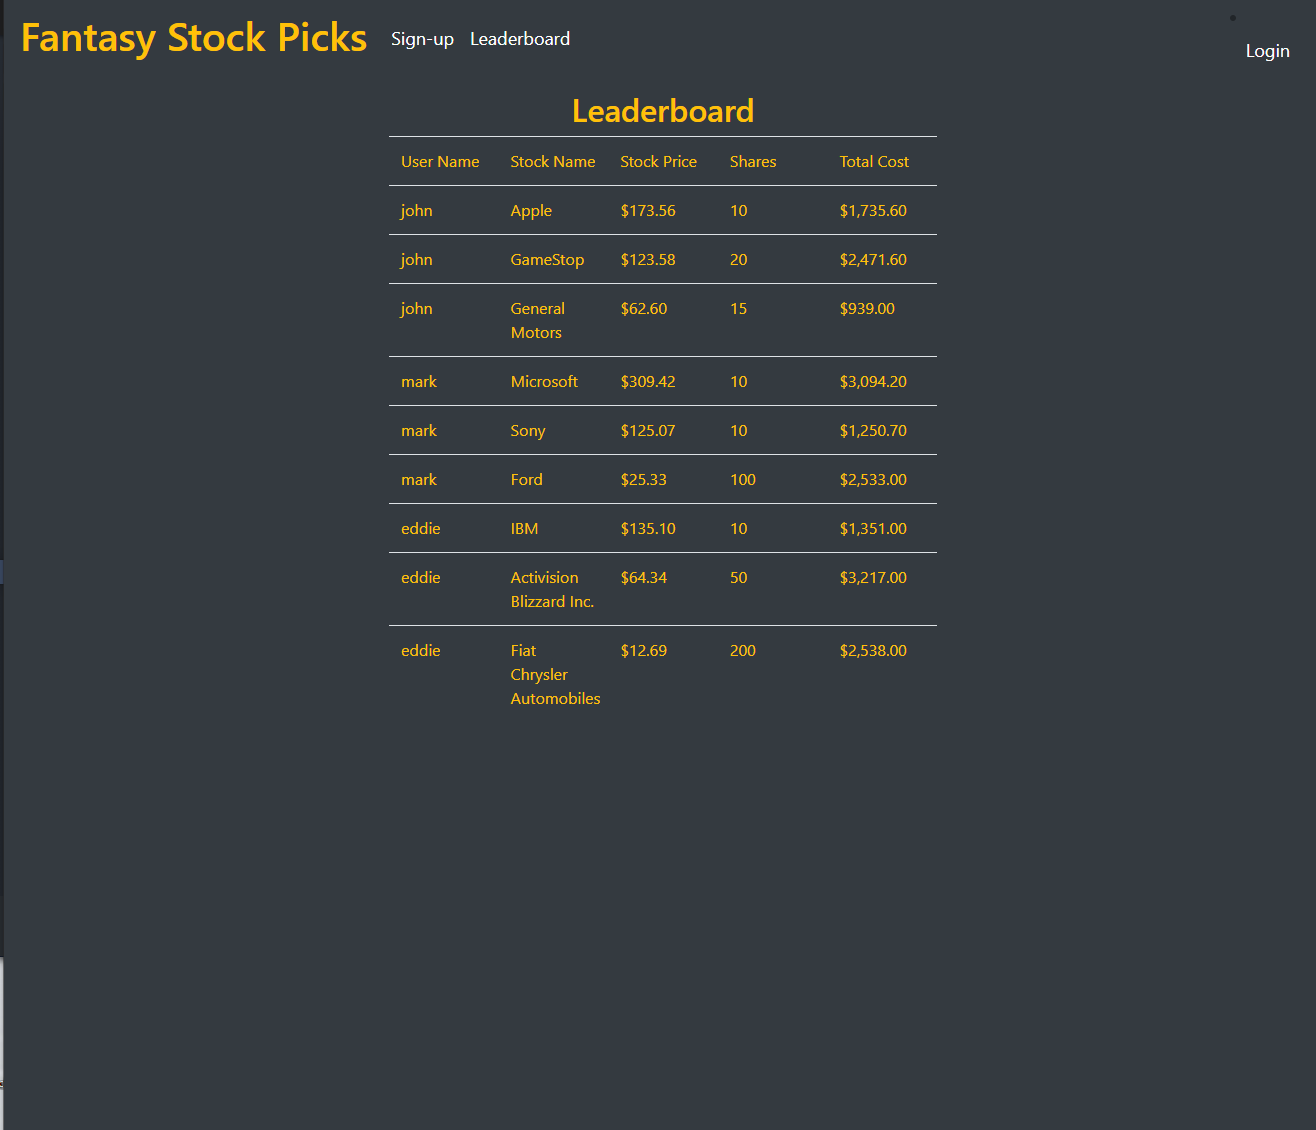 Fantasy Stock Picks Sign-up Leaderboard Login
Leaderboard
User Name Stock Name Stock Price Shares Total Cost
john Apple $173.56 10 $1,735.60
john GameStop $123.58 20 $2,471.60
john General $62.60 15 $939.00
Motors
mark Microsoft $309.42 10 $3,094.20
mark Sony $125.07 10 $1,250.70
mark Ford $25.33 100 $2,533.00
eddie IBM $135.10 10 $1,351.00
eddie Activision $64.34 50 $3,217.00
Blizzard Inc.
eddie Fiat $12.69 200 $2,538.00
Chrysler
Automobiles